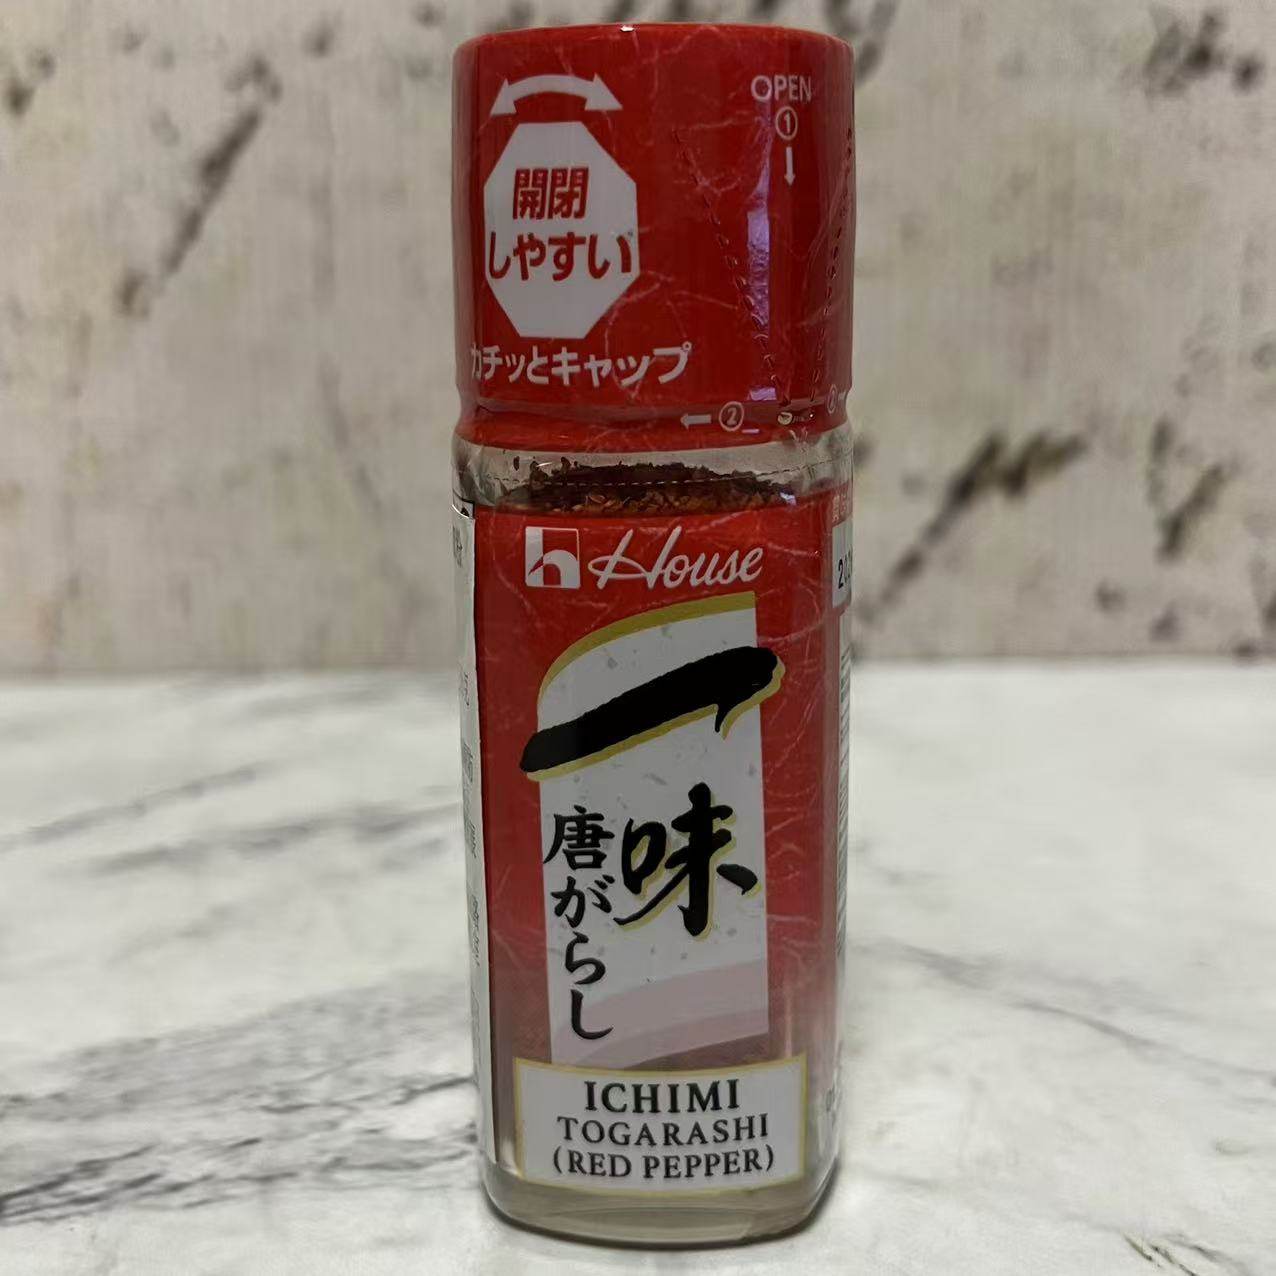 OPEN
①
開閉
しやすい
カチッとキャップ
②
House
一味
唐がらし
ICHIMI
TOGARASHI
(RED PEPPER)